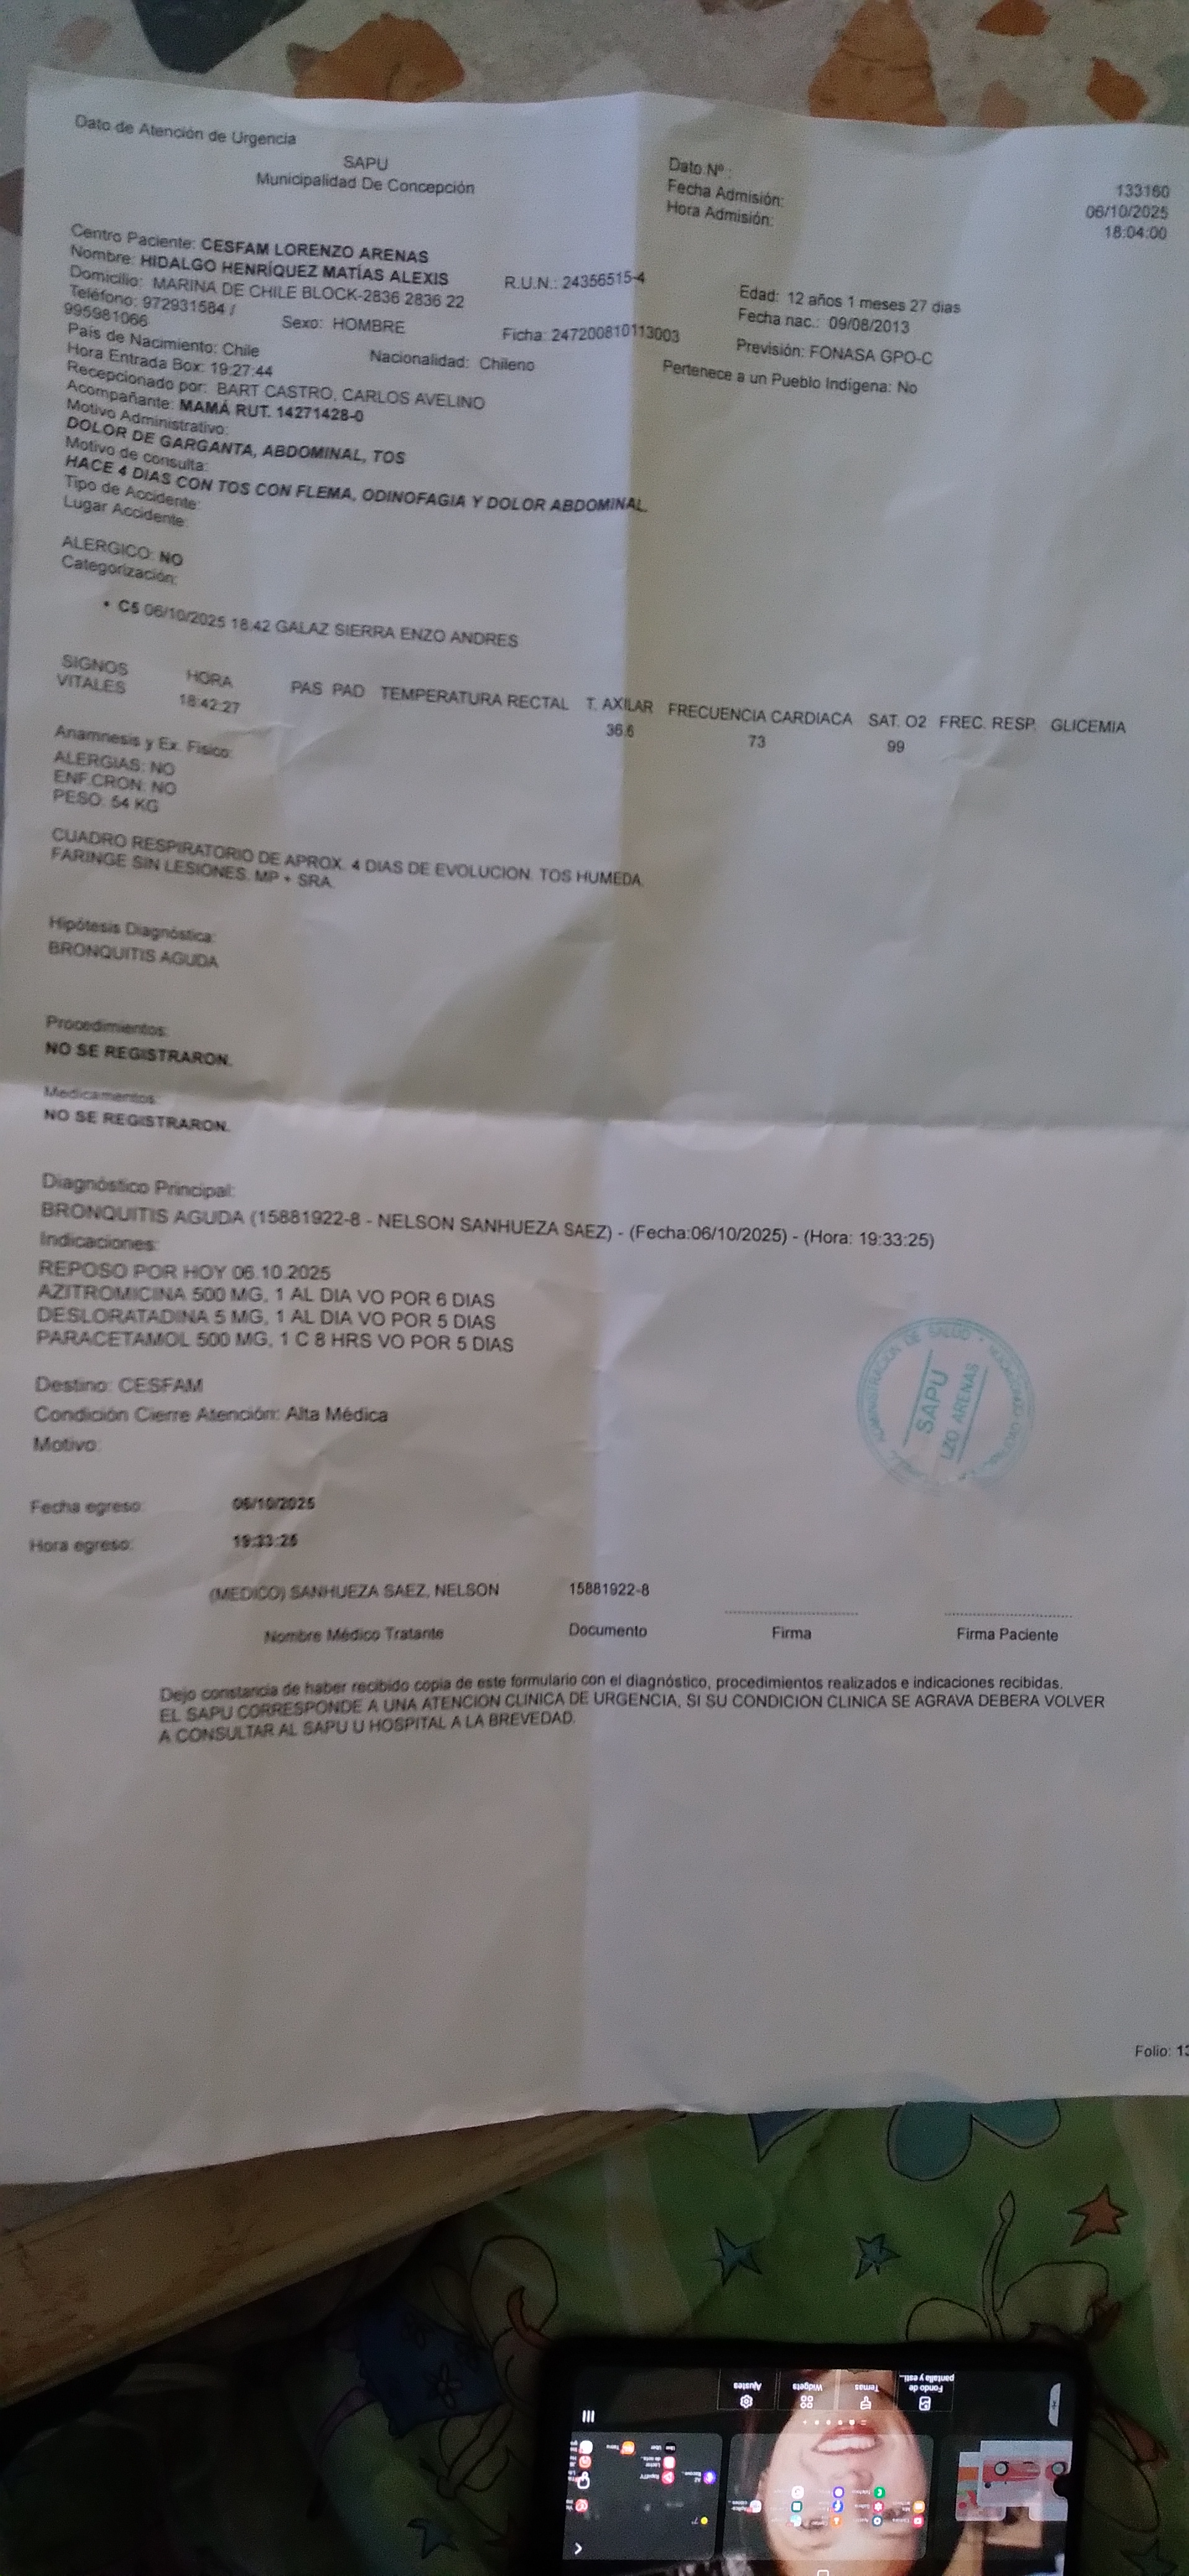 Dato de Atención de Urgencia
SAPU
Municipalidad De Concepción
Dato Nº :
133160
Fecha Admisión:
06/10/2025
Hora Admisión:
18:04:00
Centro Paciente: CESFAM LORENZO ARENAS
Nombre: HIDALGO HENRÍQUEZ MATÍAS ALEXIS
R.U.N.: 24356515-4
Edad: 12 años 1 meses 27 dias
Domicilio: MARINA DE CHILE BLOCK-2836 2836 22
Fecha nac.: 09/08/2013
Teléfono: 972931584 /
995981066
Sexo: HOMBRE
Ficha: 247200810113003
Previsión: FONASA GPO-C
País de Nacimiento: Chile
Nacionalidad: Chileno
Pertenece a un Pueblo Indígena: No
Hora Entrada Box: 19:27:44
Recepcionado por: BART CASTRO, CARLOS AVELINO
Acompañante: MAMÁ RUT. 14271428-0
Motivo Administrativo:
DOLOR DE GARGANTA, ABDOMINAL, TOS
Motivo de consulta:
HACE 4 DIAS CON TOS CON FLEMA, ODINOFAGIA Y DOLOR ABDOMINAL.
Tipo de Accidente:
Lugar Accidente:
ALERGICO: NO
Categorización:
• C5 06/10/2025 18:42 GALAZ SIERRA ENZO ANDRES
SIGNOS VITALES HORA PAS PAD TEMPERATURA RECTAL T. AXILAR FRECUENCIA CARDIACA SAT. O2 FREC. RESP. GLICEMIA
18:42:27 36.6 73 99
Anamnesis y Ex. Fisico:
ALERGIAS: NO
ENF.CRON: NO
PESO: 54 KG
CUADRO RESPIRATORIO DE APROX. 4 DIAS DE EVOLUCION. TOS HUMEDA.
FARINGE SIN LESIONES. MP + SRA.
Hipótesis Diagnóstica:
BRONQUITIS AGUDA
Procedimientos:
NO SE REGISTRARON.
Medicamentos:
NO SE REGISTRARON.
Diagnóstico Principal:
BRONQUITIS AGUDA (15881922-8 - NELSON SANHUEZA SAEZ) - (Fecha:06/10/2025) - (Hora: 19:33:25)
Indicaciones:
REPOSO POR HOY 06.10.2025
AZITROMICINA 500 MG, 1 AL DIA VO POR 6 DIAS
DESLORATADINA 5 MG, 1 AL DIA VO POR 5 DIAS
PARACETAMOL 500 MG, 1 C 8 HRS VO POR 5 DIAS
ADMINISTRACION DE SALUD
SAPU
LZO ARENAS
Destino: CESFAM
Condición Cierre Atención: Alta Médica
Motivo:
Fecha egreso: 06/10/2025
Hora egreso: 19:33:25
(MEDICO) SANHUEZA SAEZ, NELSON 15881922-8
Nombre Médico Tratante Documento Firma Firma Paciente
Dejo constancia de haber recibido copia de este formulario con el diagnóstico, procedimientos realizados e indicaciones recibidas.
EL SAPU CORRESPONDE A UNA ATENCION CLINICA DE URGENCIA, SI SU CONDICION CLINICA SE AGRAVA DEBERA VOLVER
A CONSULTAR AL SAPU U HOSPITAL A LA BREVEDAD.
Folio: 13
Fondo de
pantalla y esti...
Temas
Widgets
Ajustes
Uber